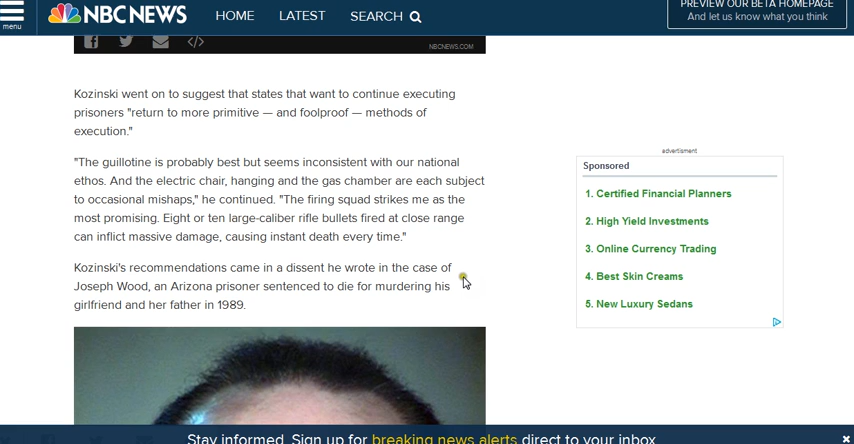 menu
NBC NEWS
HOME
LATEST
SEARCH
PREVIEW OUR BETA HOMEPAGE
And let us know what you think
NBCNEWS.COM
Kozinski went on to suggest that states that want to continue executing
prisoners "return to more primitive — and foolproof — methods of
execution."
"The guillotine is probably best but seems inconsistent with our national
ethos. And the electric chair, hanging and the gas chamber are each subject
to occasional mishaps," he continued. "The firing squad strikes me as the
most promising. Eight or ten large-caliber rifle bullets fired at close range
can inflict massive damage, causing instant death every time."
Kozinski's recommendations came in a dissent he wrote in the case of
Joseph Wood, an Arizona prisoner sentenced to die for murdering his
girlfriend and her father in 1989.
advertisment
Sponsored
1. Certified Financial Planners
2. High Yield Investments
3. Online Currency Trading
4. Best Skin Creams
5. New Luxury Sedans
Stay informed. Sign up for breaking news alerts direct to your inbox